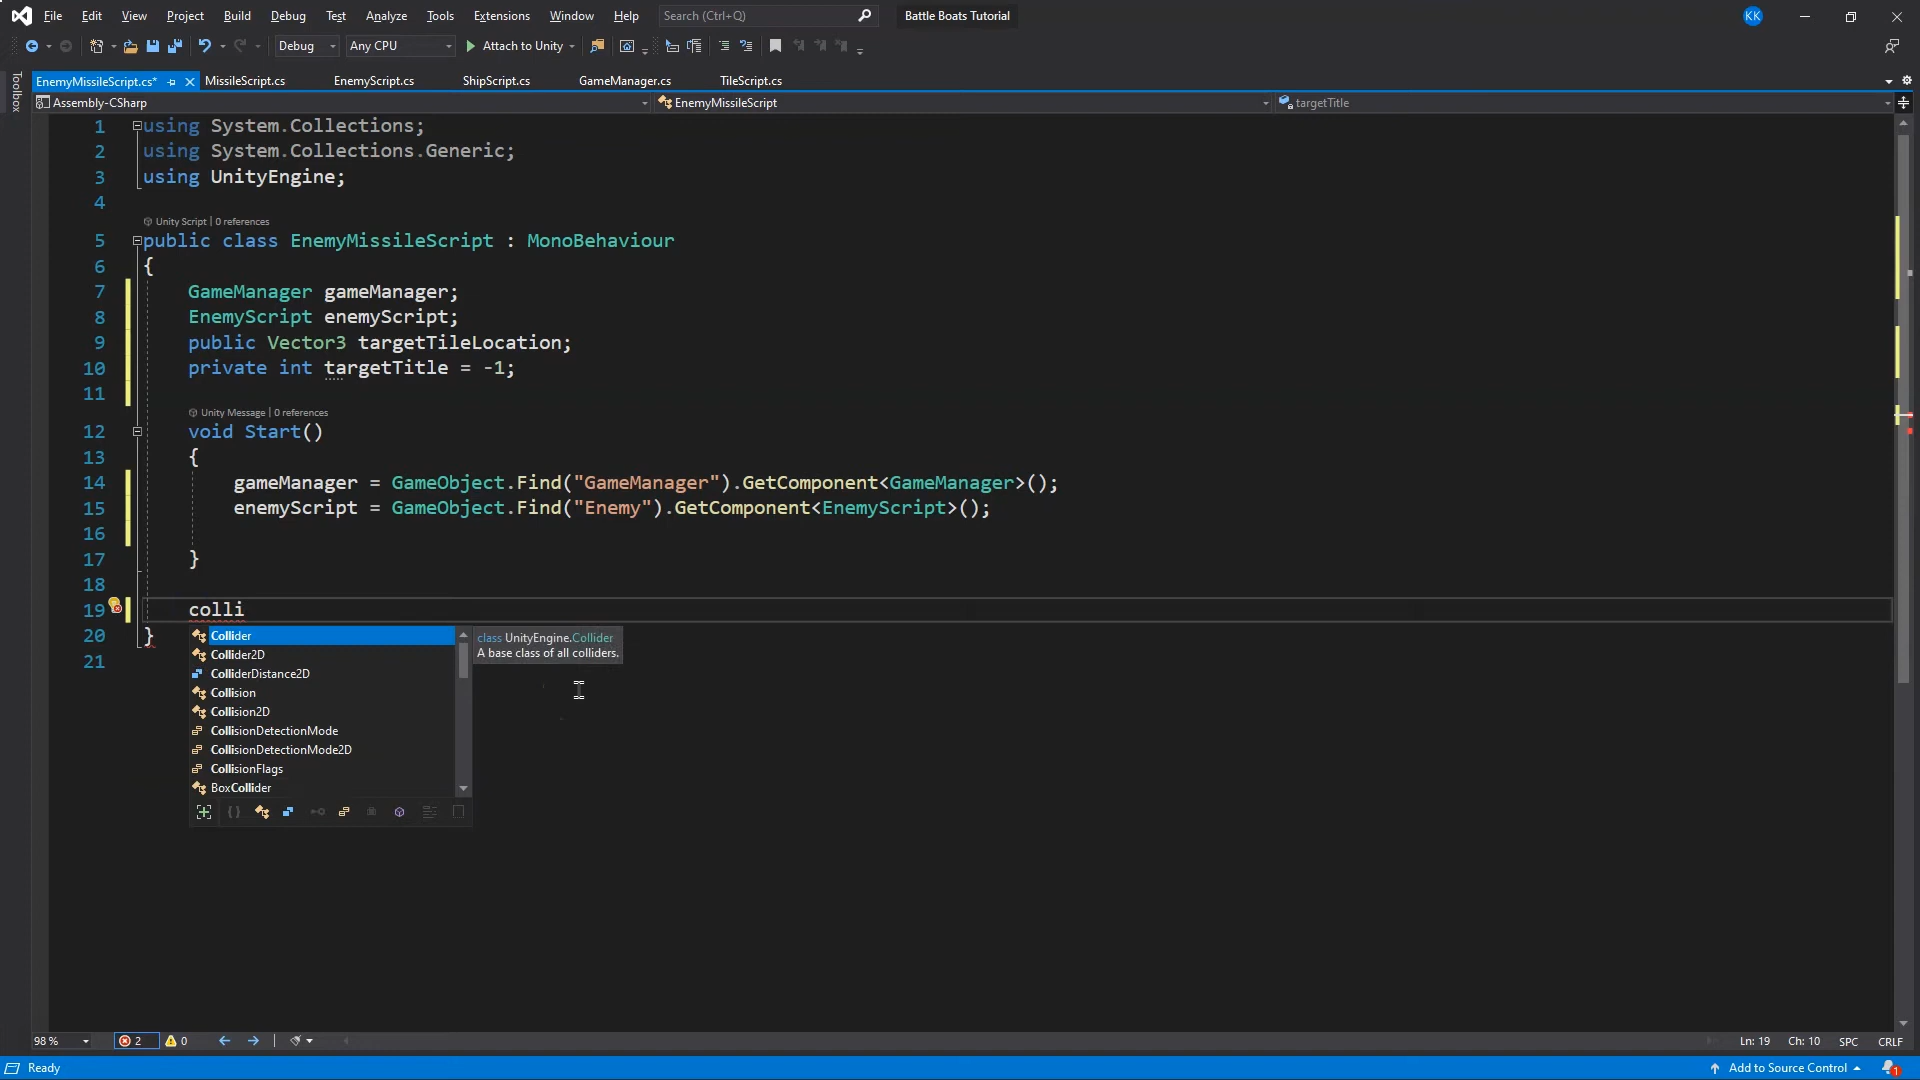 File Edit View Project Build Debug Test Analyze Tools Extensions Window Help Search (Ctrl+Q) Battle Boats Tutorial KK
Debug Any CPU Attach to Unity
Toolbox
EnemyMissileScript.cs* MissileScript.cs EnemyScript.cs ShipScript.cs GameManager.cs TileScript.cs
Assembly-CSharp EnemyMissileScript targetTitle
1 using System.Collections;
2 using System.Collections.Generic;
3 using UnityEngine;
4
Unity Script | 0 references
5 public class EnemyMissileScript : MonoBehaviour
6 {
7 GameManager gameManager;
8 EnemyScript enemyScript;
9 public Vector3 targetTileLocation;
10 private int targetTitle = -1;
11
Unity Message | 0 references
12 void Start()
13 {
14 gameManager = GameObject.Find("GameManager").GetComponent<GameManager>();
15 enemyScript = GameObject.Find("Enemy").GetComponent<EnemyScript>();
16
17 }
18
19 colli
20 }
21
Collider
Collider2D
ColliderDistance2D
Collision
Collision2D
CollisionDetectionMode
CollisionDetectionMode2D
CollisionFlags
BoxCollider
class UnityEngine.Collider
A base class of all colliders.
98 % 2 0 Ln: 19 Ch: 10 SPC CRLF
Ready Add to Source Control 1